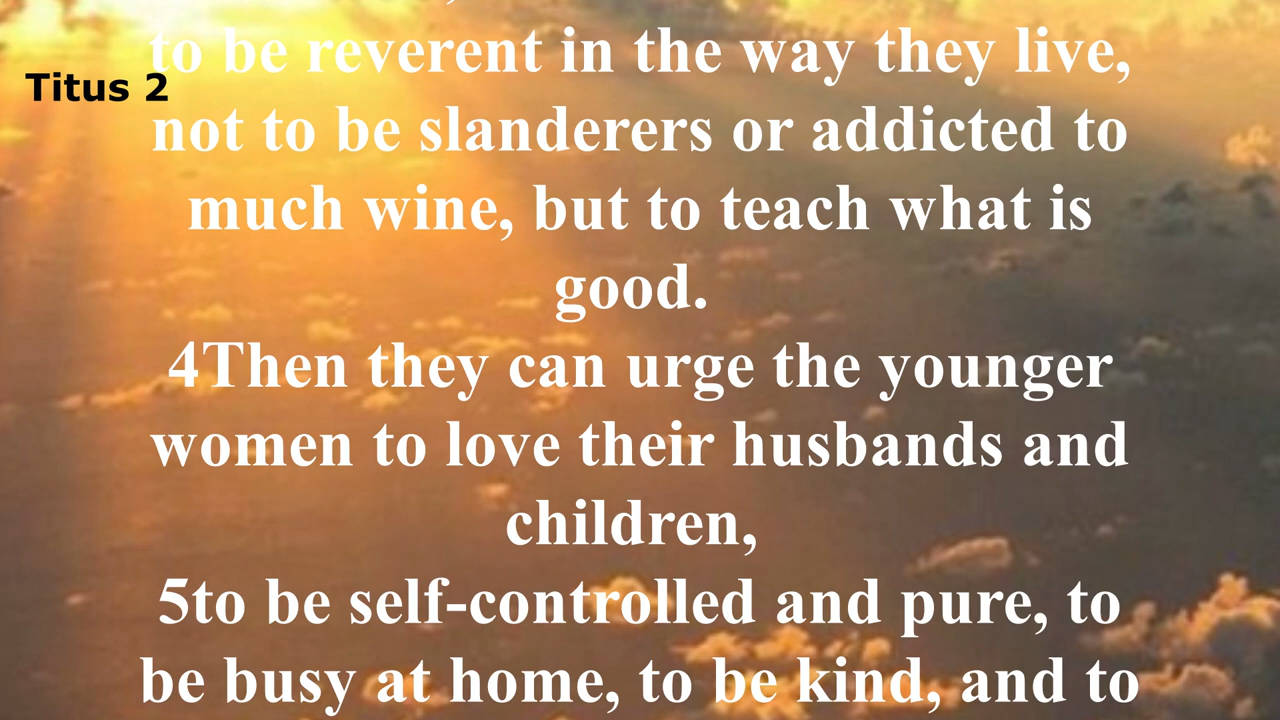 to be reverent in the way they live,
Titus 2
not to be slanderers or addicted to
much wine, but to teach what is
good.
4Then they can urge the younger
women to love their husbands and
children,
5to be self-controlled and pure, to
be busy at home, to be kind, and to